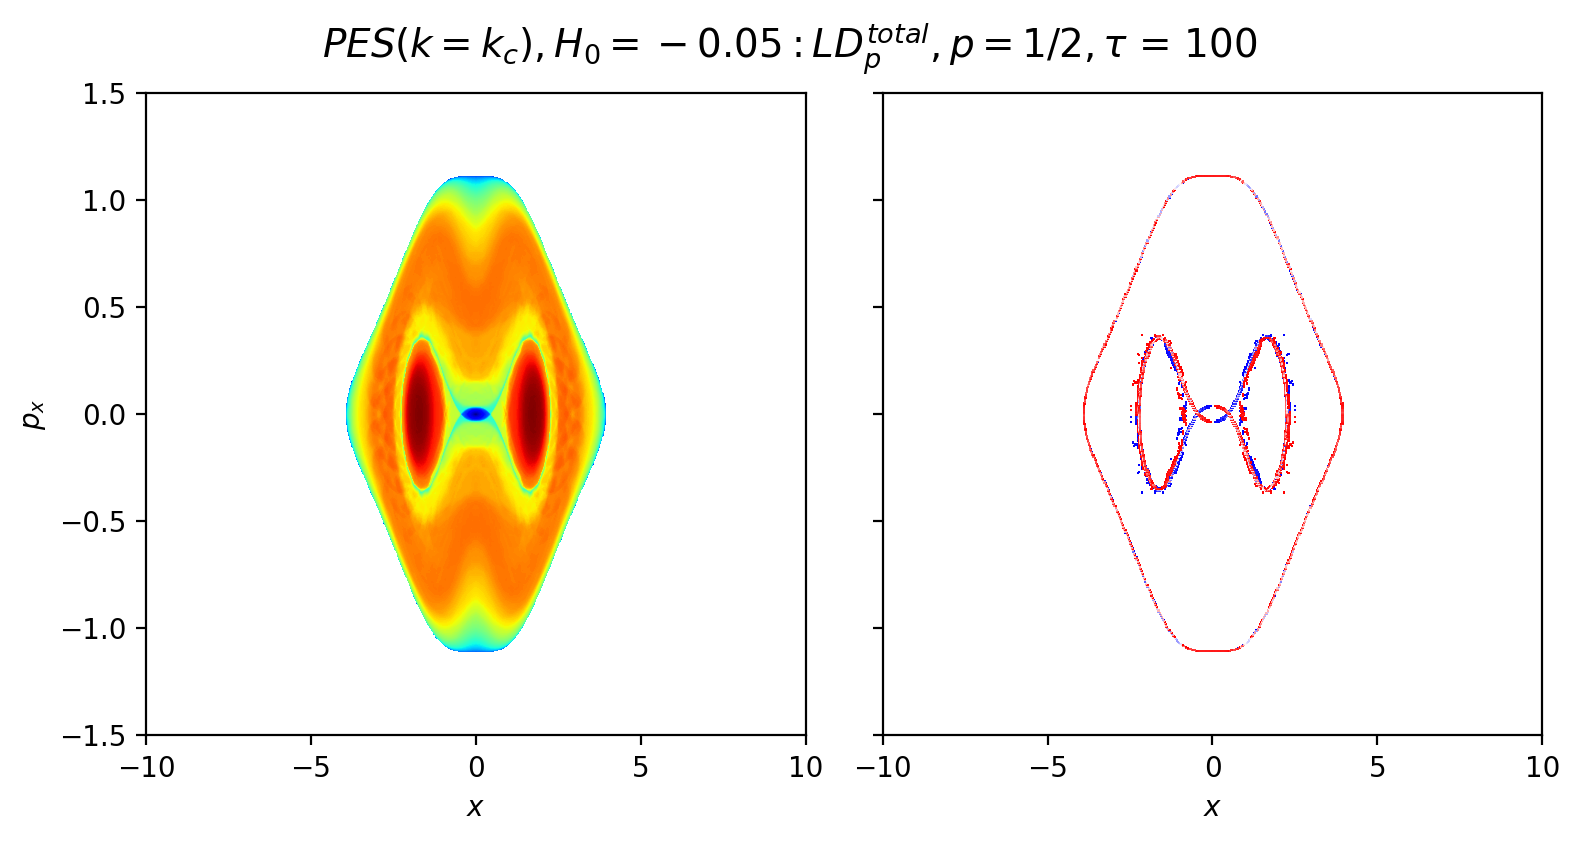 PES(k = k_c), H_0 = −0.05 : LD_p^{total}, p = 1/2, τ = 100
1.5
1.0
0.5
0.0
−0.5
−1.0
−1.5
p_x
−10 −5 0 5 10 −10 −5 0 5 10
x x